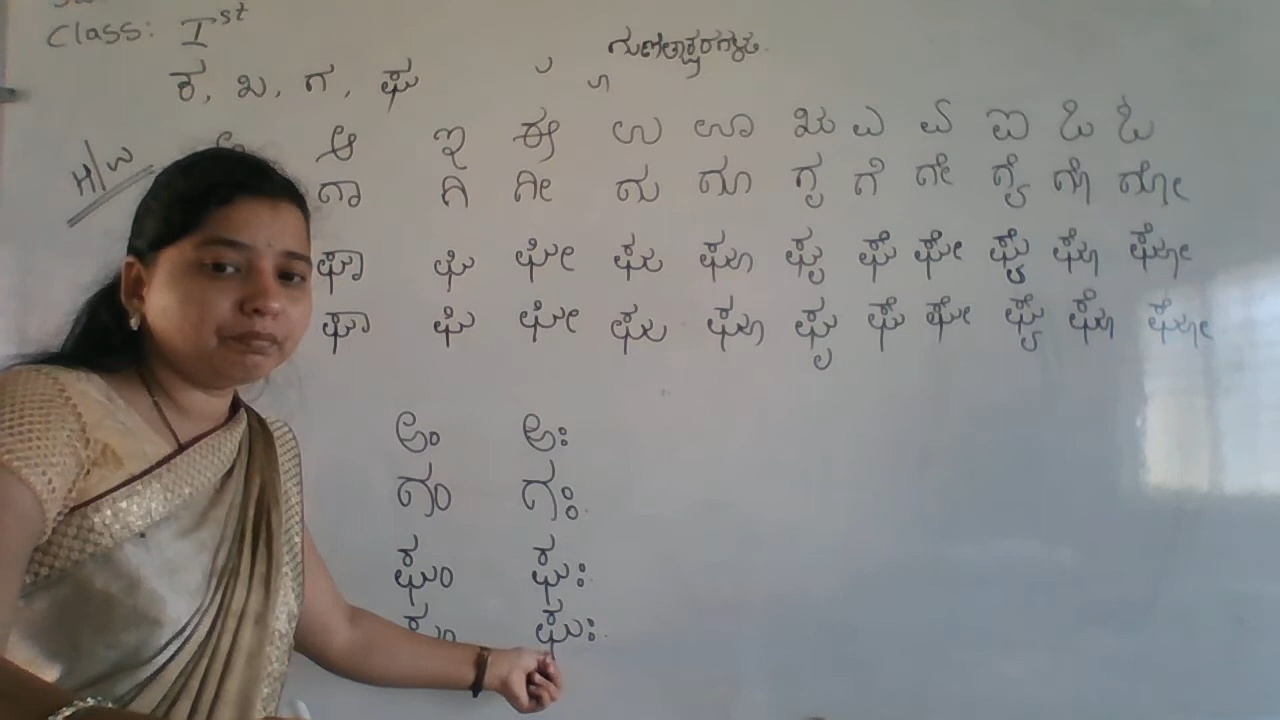 Class: Iˢᵗ
ಗುಣಿತಾಕ್ಷರಗಳು.
ಕ, ಖ, ಗ, ಘ
H/W
ಆ ಇ ಈ ಉ ಊ ಋ ಎ ಏ ಐ ಒ ಓ
ಗಾ ಗಿ ಗೀ ಗು ಗೂ ಗೃ ಗೆ ಗೇ ಗೈ ಗೊ ಗೋ
ಘಾ ಘಿ ಘೀ ಘು ಘೂ ಘೃ ಘೆ ಘೇ ಘೈ ಘೊ ಘೋ
ಘಾ ಘಿ ಘೀ ಘು ಘೂ ಘೃ ಘೆ ಘೇ ಘೈ ಘೊ ಘೋ
ಅಂ ಅಃ
ಗಂ ಗಃ
ಘಂ ಘಃ
ಘಃ